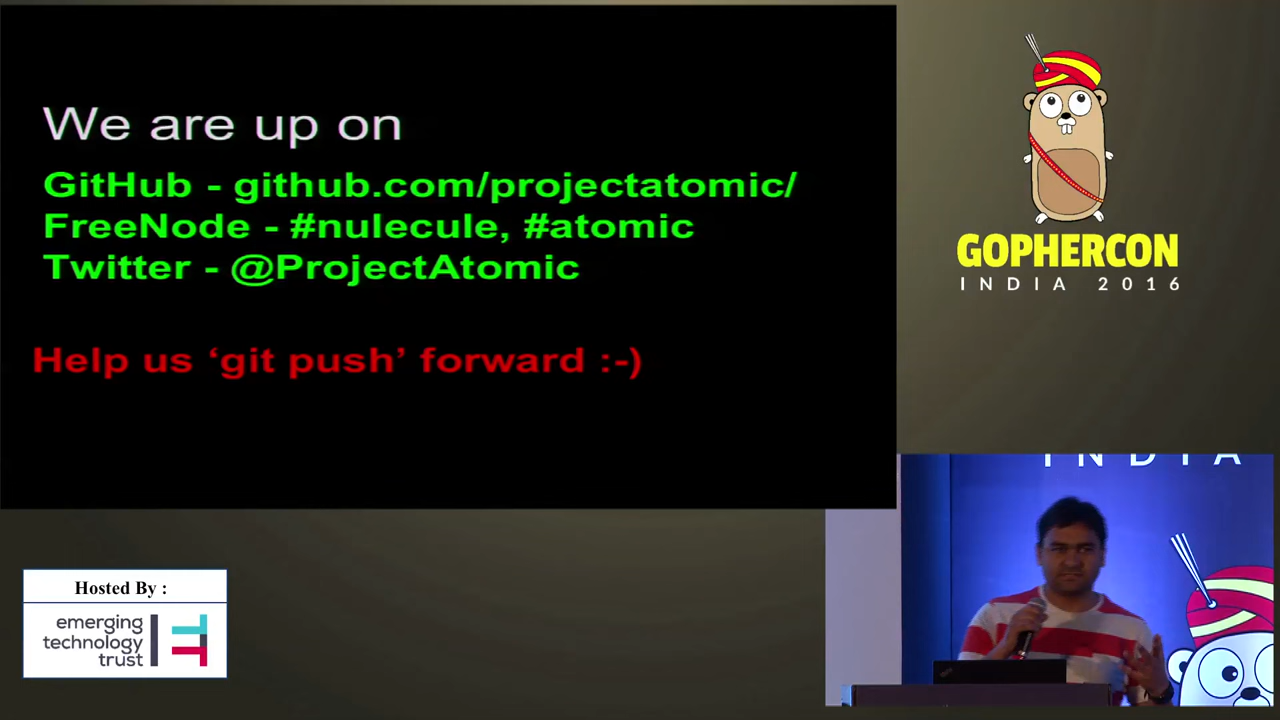 We are up on
GitHub - github.com/projectatomic/
FreeNode - #nulecule, #atomic
Twitter - @ProjectAtomic
Help us ‘git push’ forward :-)
GOPHERCON
INDIA 2016
INDIA
Hosted By :
emerging
technology
trust